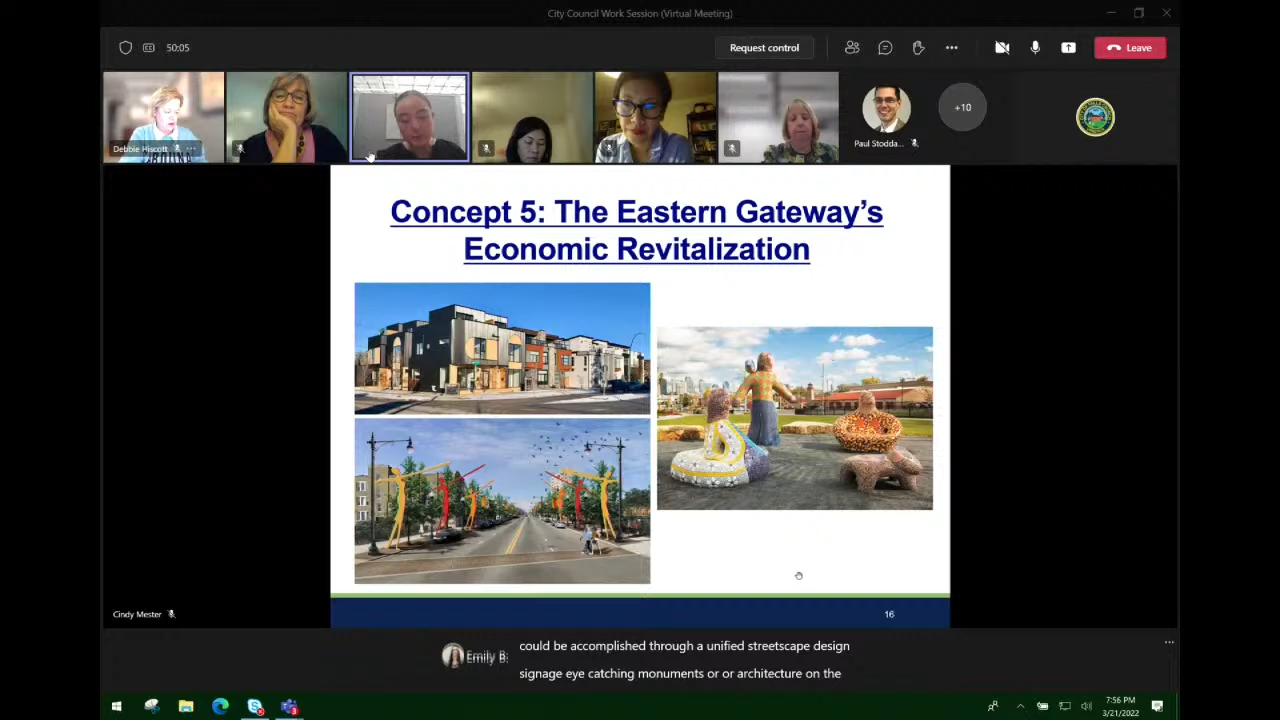 City Council Work Session (Virtual Meeting)
50:05
Request control
Leave
Debbie Hiscott
Paul Stodda...
+10
Concept 5: The Eastern Gateway's
Economic Revitalization
Cindy Mester
16
Emily B:
could be accomplished through a unified streetscape design
signage eye catching monuments or or architecture on the
7:56 PM
3/21/2022